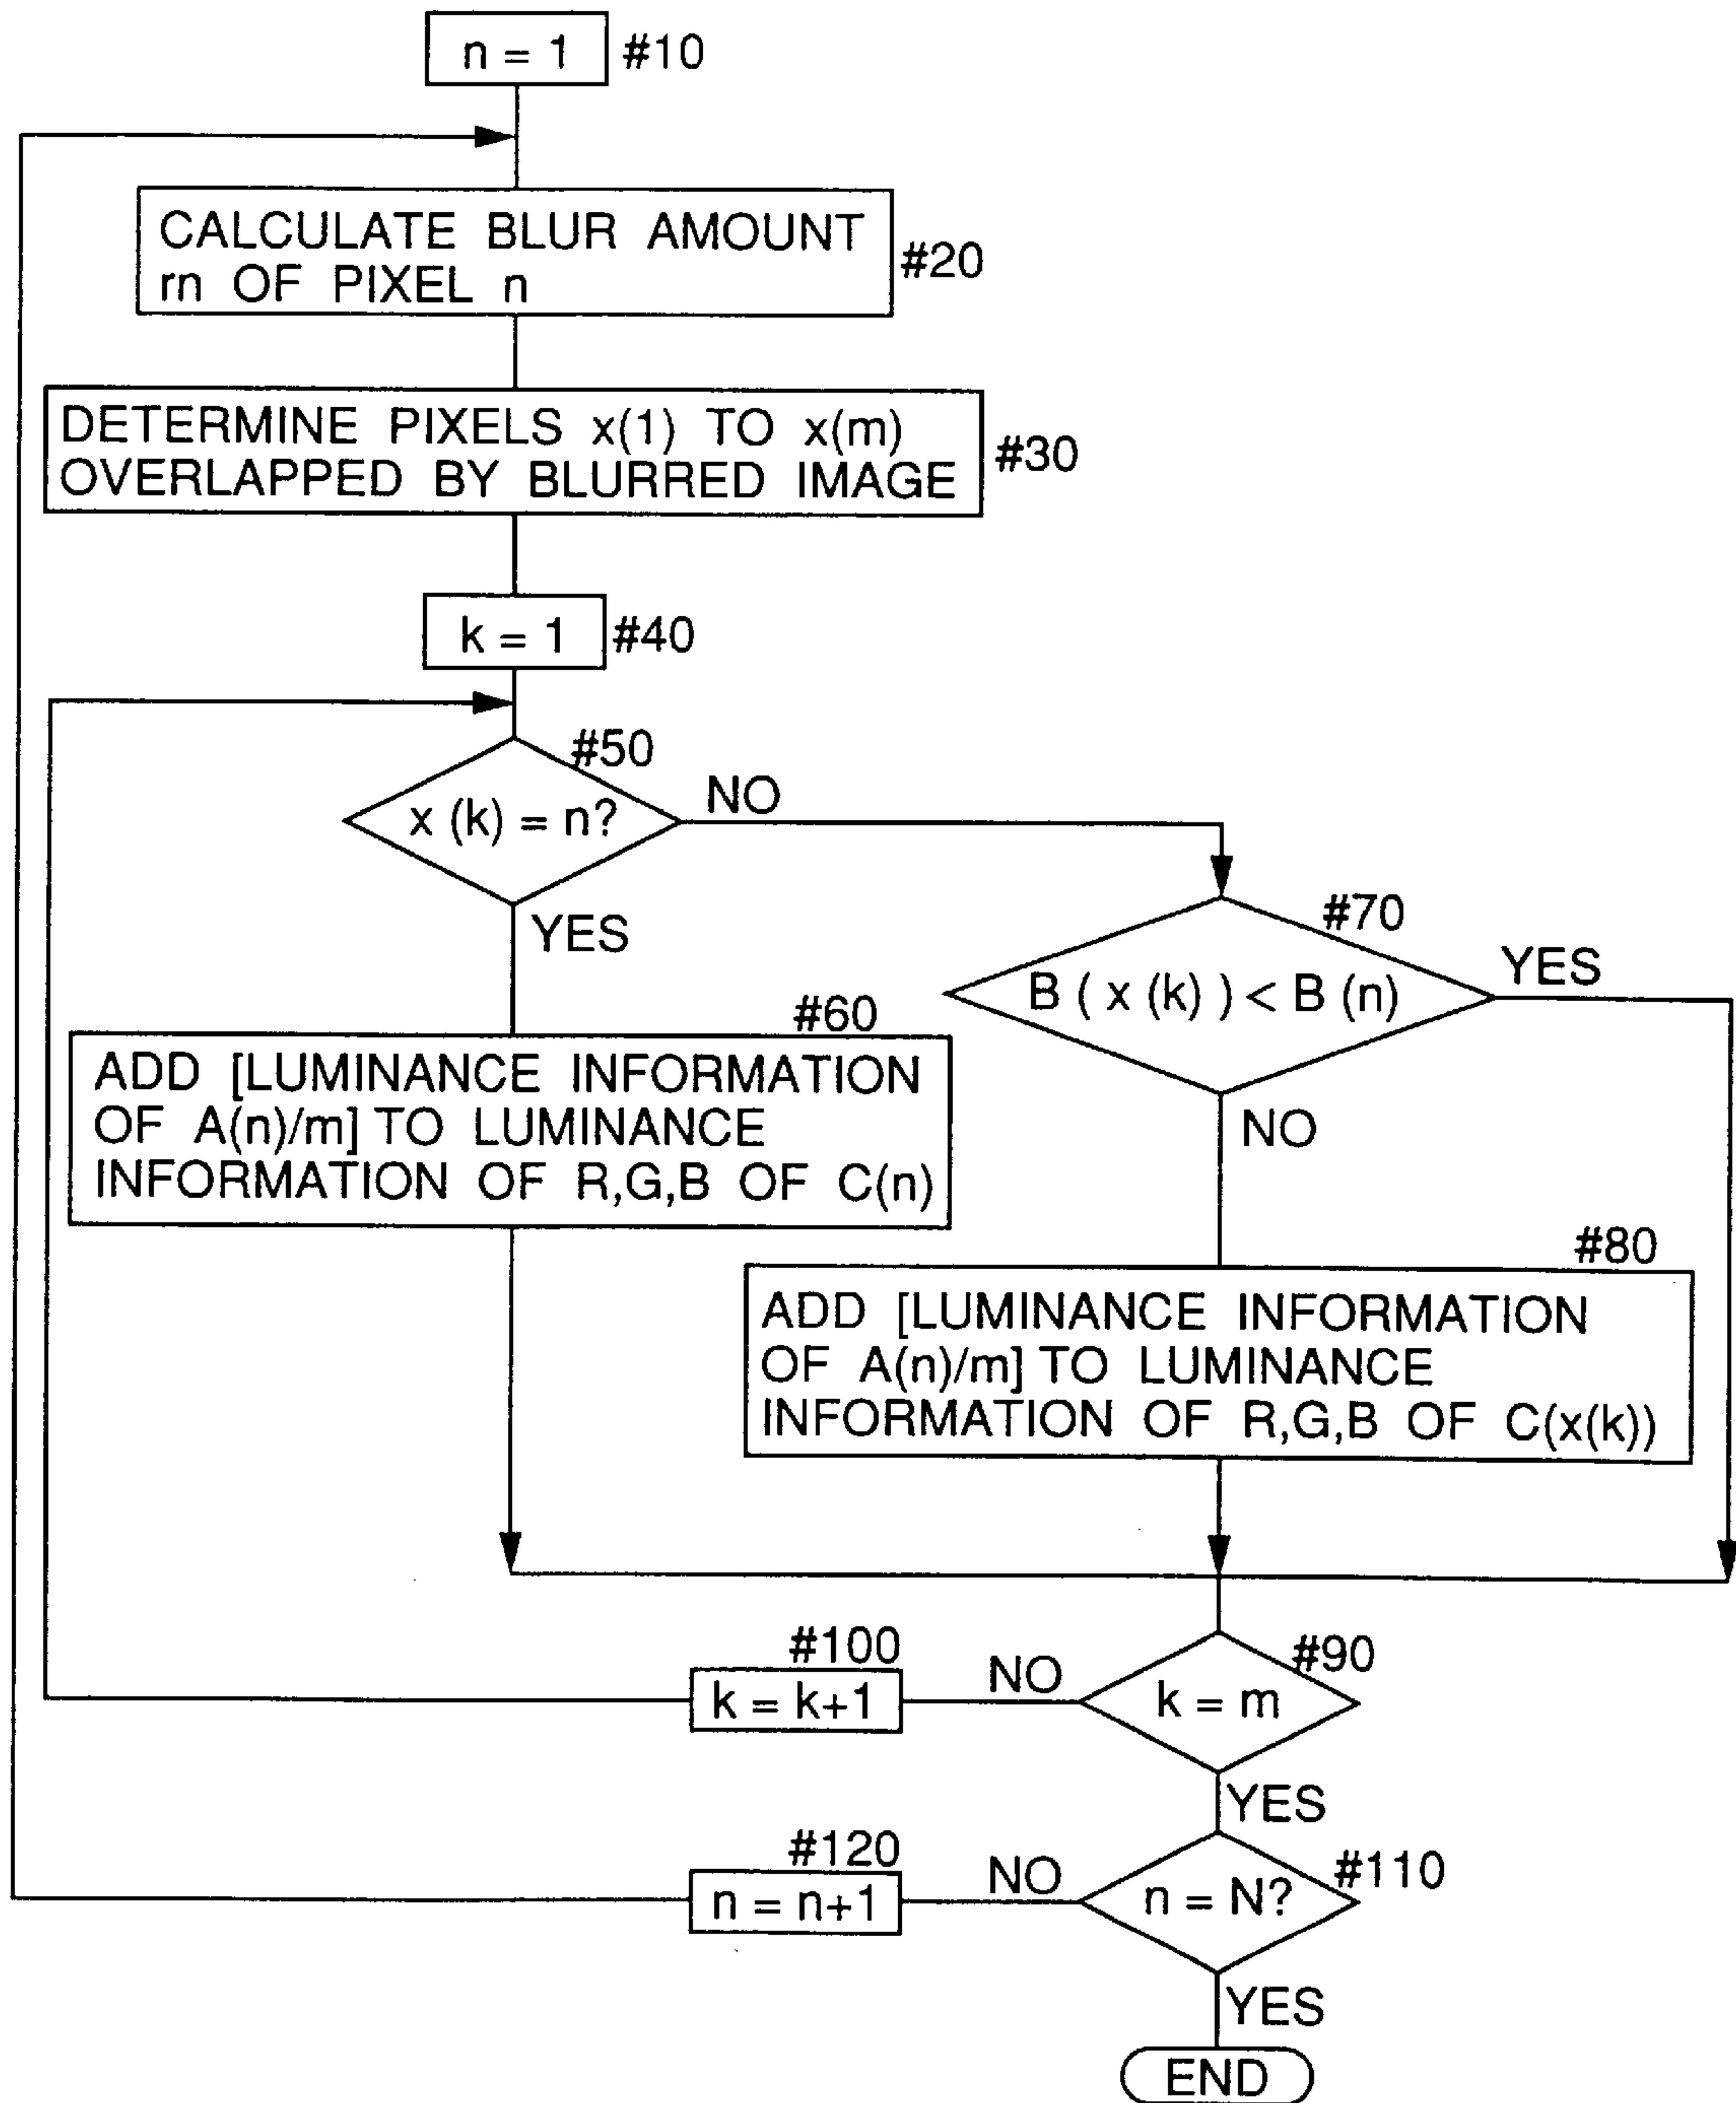 n = 1 #10
CALCULATE BLUR AMOUNT
rn OF PIXEL n
#20
DETERMINE PIXELS x(1) TO x(m)
OVERLAPPED BY BLURRED IMAGE
#30
k = 1 #40
#50
x (k) = n?
NO
YES
#70
B ( x (k) ) < B (n)
YES
NO
#60
ADD [LUMINANCE INFORMATION
OF A(n)/m] TO LUMINANCE
INFORMATION OF R,G,B OF C(n)
#80
ADD [LUMINANCE INFORMATION
OF A(n)/m] TO LUMINANCE
INFORMATION OF R,G,B OF C(x(k))
#90
k = m
NO
#100
k = k+1
YES
#110
n = N?
NO
#120
n = n+1
YES
END